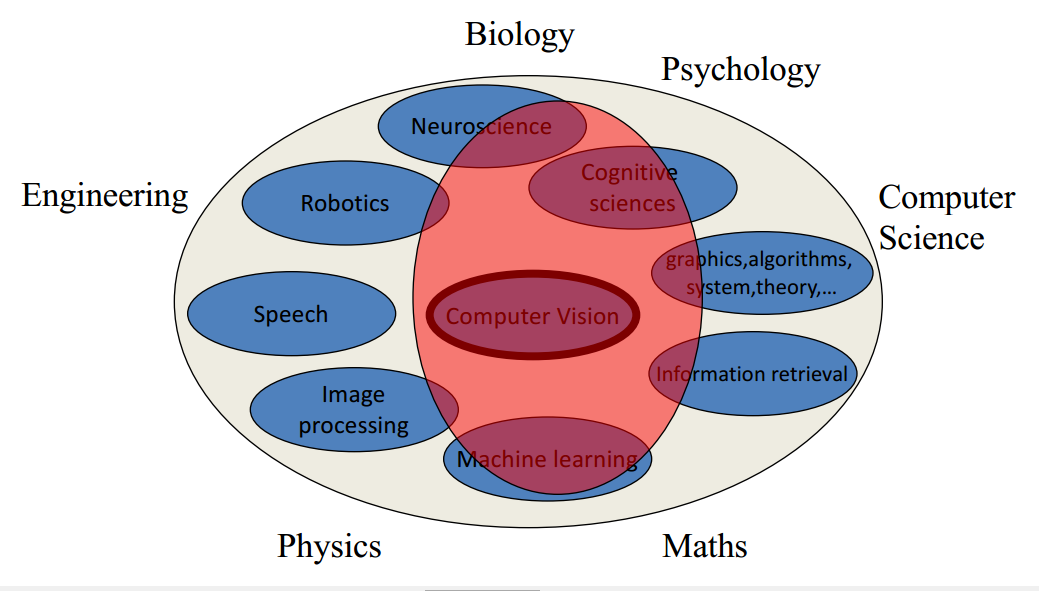 Biology
Psychology
Neuroscience
Cognitive
sciences
Engineering
Robotics
Computer
Science
graphics,algorithms,
system,theory,...
Speech
Computer Vision
Information retrieval
Image
processing
Machine learning
Physics
Maths